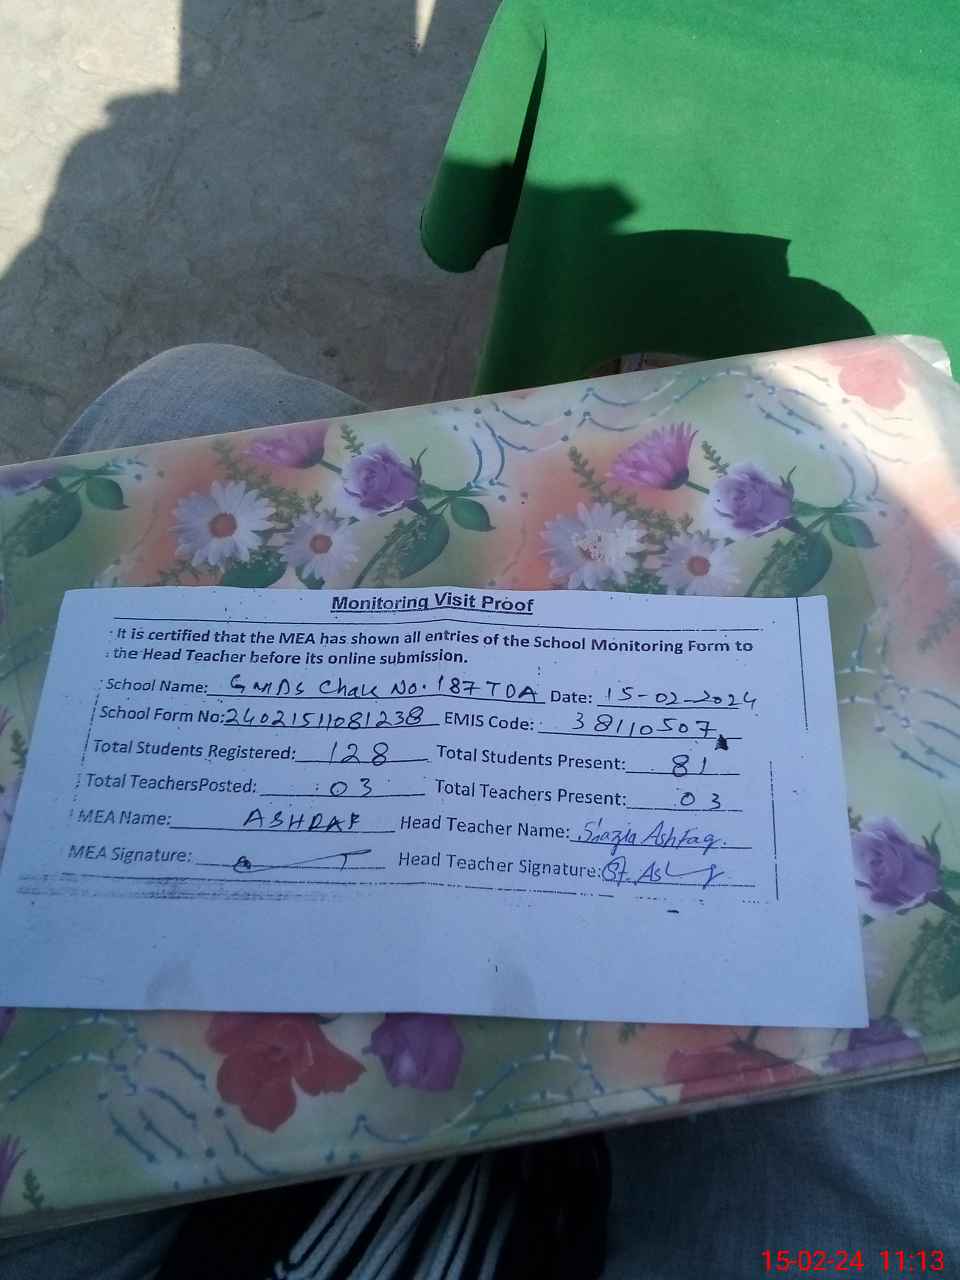 Monitoring Visit Proof
It is certified that the MEA has shown all entries of the School Monitoring Form to
the Head Teacher before its online submission.
School Name: GMDS Chak No. 187 TDA Date: 15-02-2024
School Form No: 24021511081238 EMIS Code: 38110507
Total Students Registered: 128 Total Students Present: 81
Total TeachersPosted: 03 Total Teachers Present: 03
MEA Name: ASHRAF Head Teacher Name: Shazia Ashfaq.
MEA Signature: Head Teacher Signature:
15-02-24 11:13